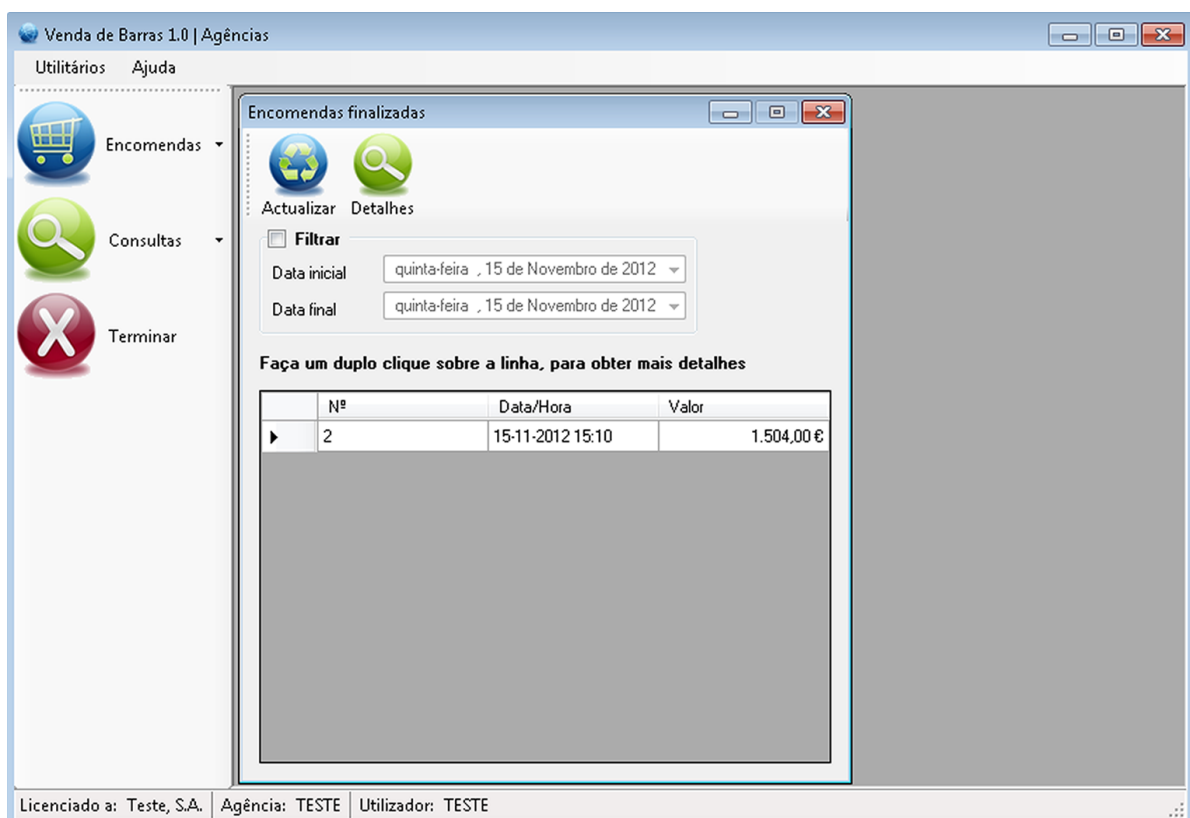 Venda de Barras 1.0 | Agências
Utilitários Ajuda
Encomendas
Consultas
Terminar
Encomendas finalizadas
Actualizar Detalhes
Filtrar
Data inicial quinta-feira , 15 de Novembro de 2012
Data final quinta-feira , 15 de Novembro de 2012
Faça um duplo clique sobre a linha, para obter mais detalhes
Nº Data/Hora Valor
2 15-11-2012 15:10 1.504,00 €
Licenciado a: Teste, S.A. Agência: TESTE Utilizador: TESTE